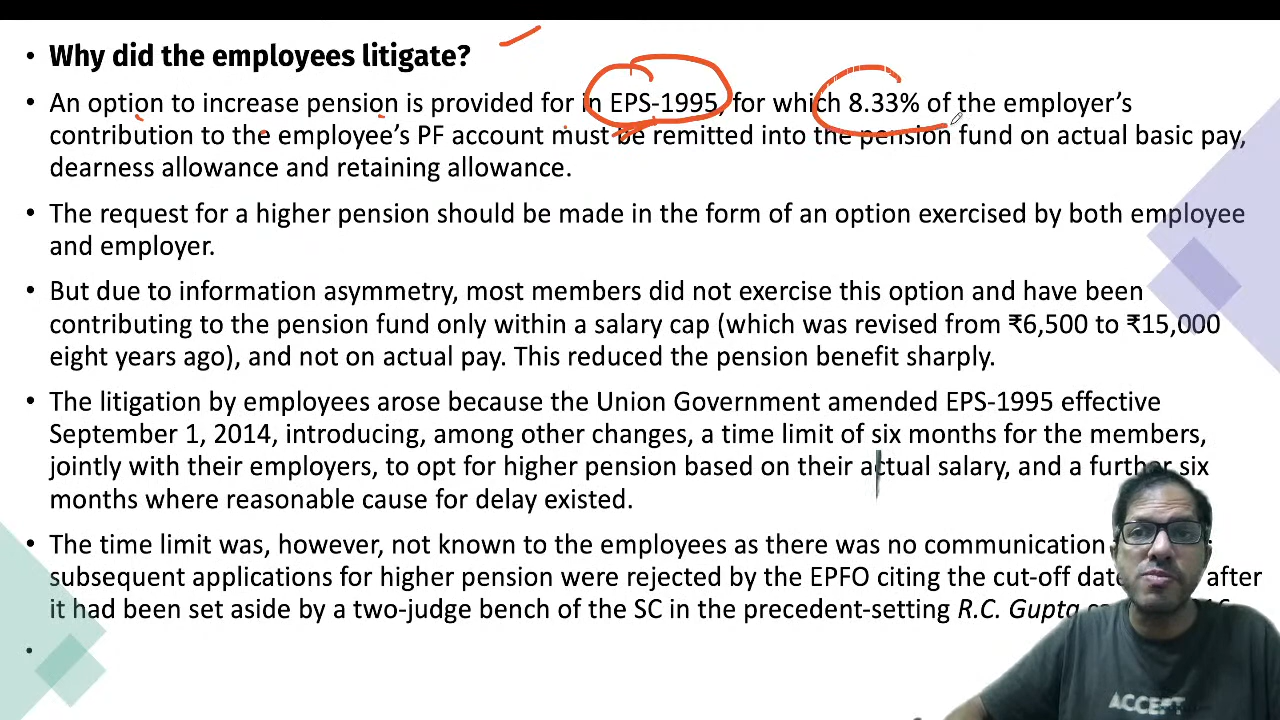 • Why did the employees litigate?
• An option to increase pension is provided for in EPS-1995, for which 8.33% of the employer's
contribution to the employee's PF account must be remitted into the pension fund on actual basic pay,
dearness allowance and retaining allowance.
• The request for a higher pension should be made in the form of an option exercised by both employee
and employer.
• But due to information asymmetry, most members did not exercise this option and have been
contributing to the pension fund only within a salary cap (which was revised from ₹6,500 to ₹15,000
eight years ago), and not on actual pay. This reduced the pension benefit sharply.
• The litigation by employees arose because the Union Government amended EPS-1995 effective
September 1, 2014, introducing, among other changes, a time limit of six months for the members,
jointly with their employers, to opt for higher pension based on their actual salary, and a further six
months where reasonable cause for delay existed.
• The time limit was, however, not known to the employees as there was no communication
subsequent applications for higher pension were rejected by the EPFO citing the cut-off date after
it had been set aside by a two-judge bench of the SC in the precedent-setting R.C. Gupta
•
ACCEPT